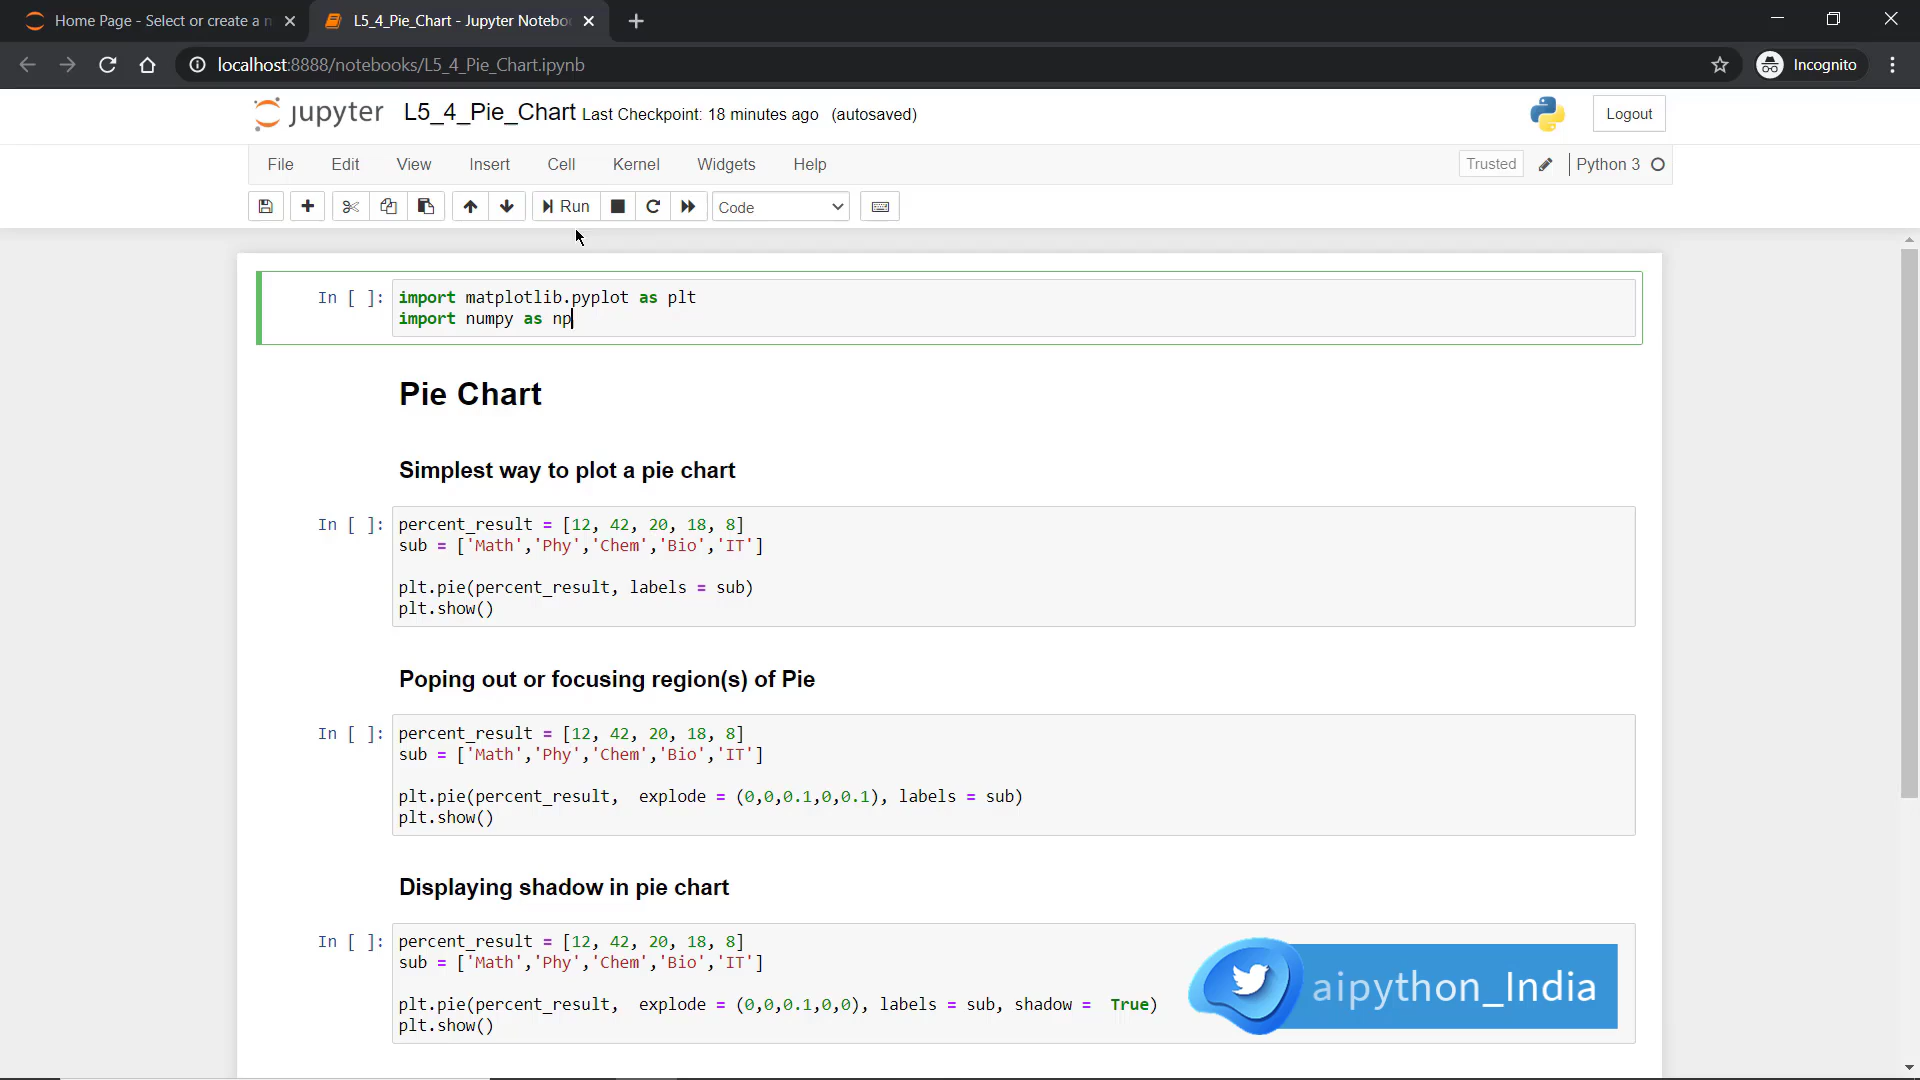 Home Page - Select or create a n
L5_4_Pie_Chart - Jupyter Notebo
localhost:8888/notebooks/L5_4_Pie_Chart.ipynb
Incognito
jupyter L5_4_Pie_Chart Last Checkpoint: 18 minutes ago (autosaved)
Logout
File Edit View Insert Cell Kernel Widgets Help
Trusted
Python 3
Run
Code
In [ ]: import matplotlib.pyplot as plt
import numpy as np
Pie Chart
Simplest way to plot a pie chart
In [ ]: percent_result = [12, 42, 20, 18, 8]
sub = ['Math','Phy','Chem','Bio','IT']
plt.pie(percent_result, labels = sub)
plt.show()
Poping out or focusing region(s) of Pie
In [ ]: percent_result = [12, 42, 20, 18, 8]
sub = ['Math','Phy','Chem','Bio','IT']
plt.pie(percent_result,  explode = (0,0,0.1,0,0.1), labels = sub)
plt.show()
Displaying shadow in pie chart
In [ ]: percent_result = [12, 42, 20, 18, 8]
sub = ['Math','Phy','Chem','Bio','IT']
plt.pie(percent_result,  explode = (0,0,0.1,0,0), labels = sub, shadow =  True)
plt.show()
aipython_India